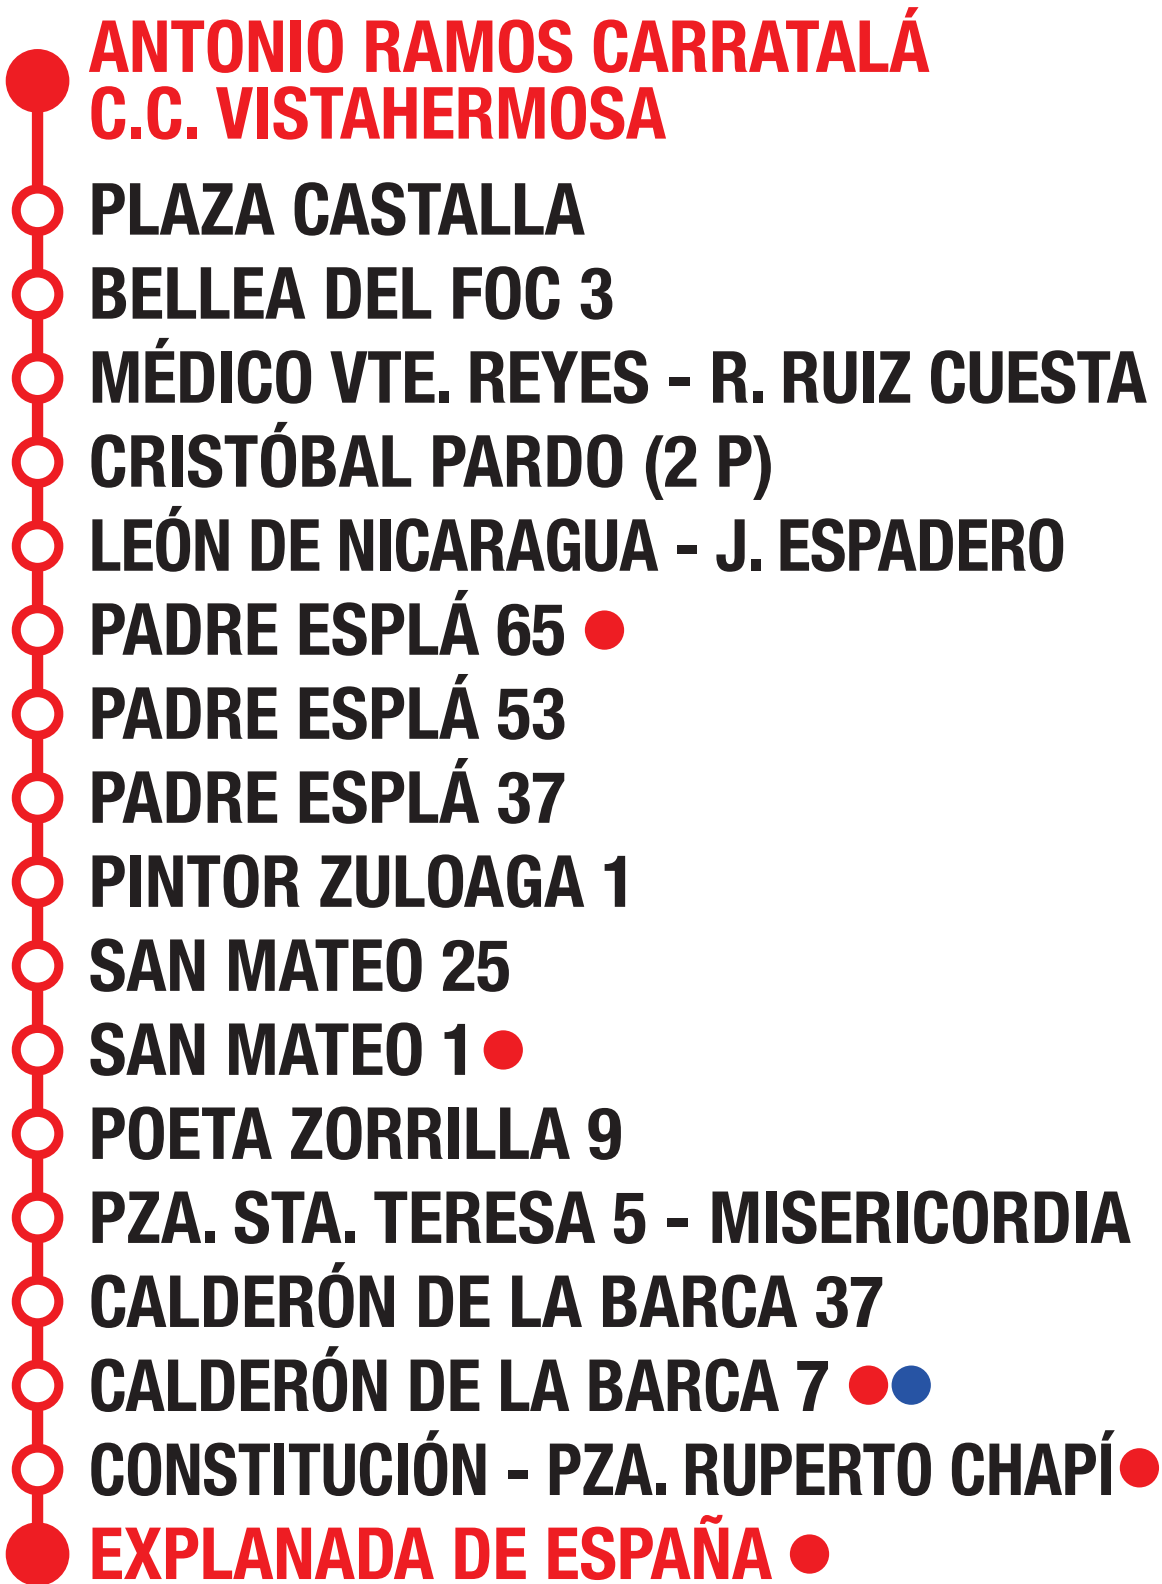 ANTONIO RAMOS CARRATALÁ
C.C. VISTAHERMOSA
PLAZA CASTALLA
BELLEA DEL FOC 3
MÉDICO VTE. REYES - R. RUIZ CUESTA
CRISTÓBAL PARDO (2 P)
LEÓN DE NICARAGUA - J. ESPADERO
PADRE ESPLÁ 65
PADRE ESPLÁ 53
PADRE ESPLÁ 37
PINTOR ZULOAGA 1
SAN MATEO 25
SAN MATEO 1
POETA ZORRILLA 9
PZA. STA. TERESA 5 - MISERICORDIA
CALDERÓN DE LA BARCA 37
CALDERÓN DE LA BARCA 7
CONSTITUCIÓN - PZA. RUPERTO CHAPÍ
EXPLANADA DE ESPAÑA